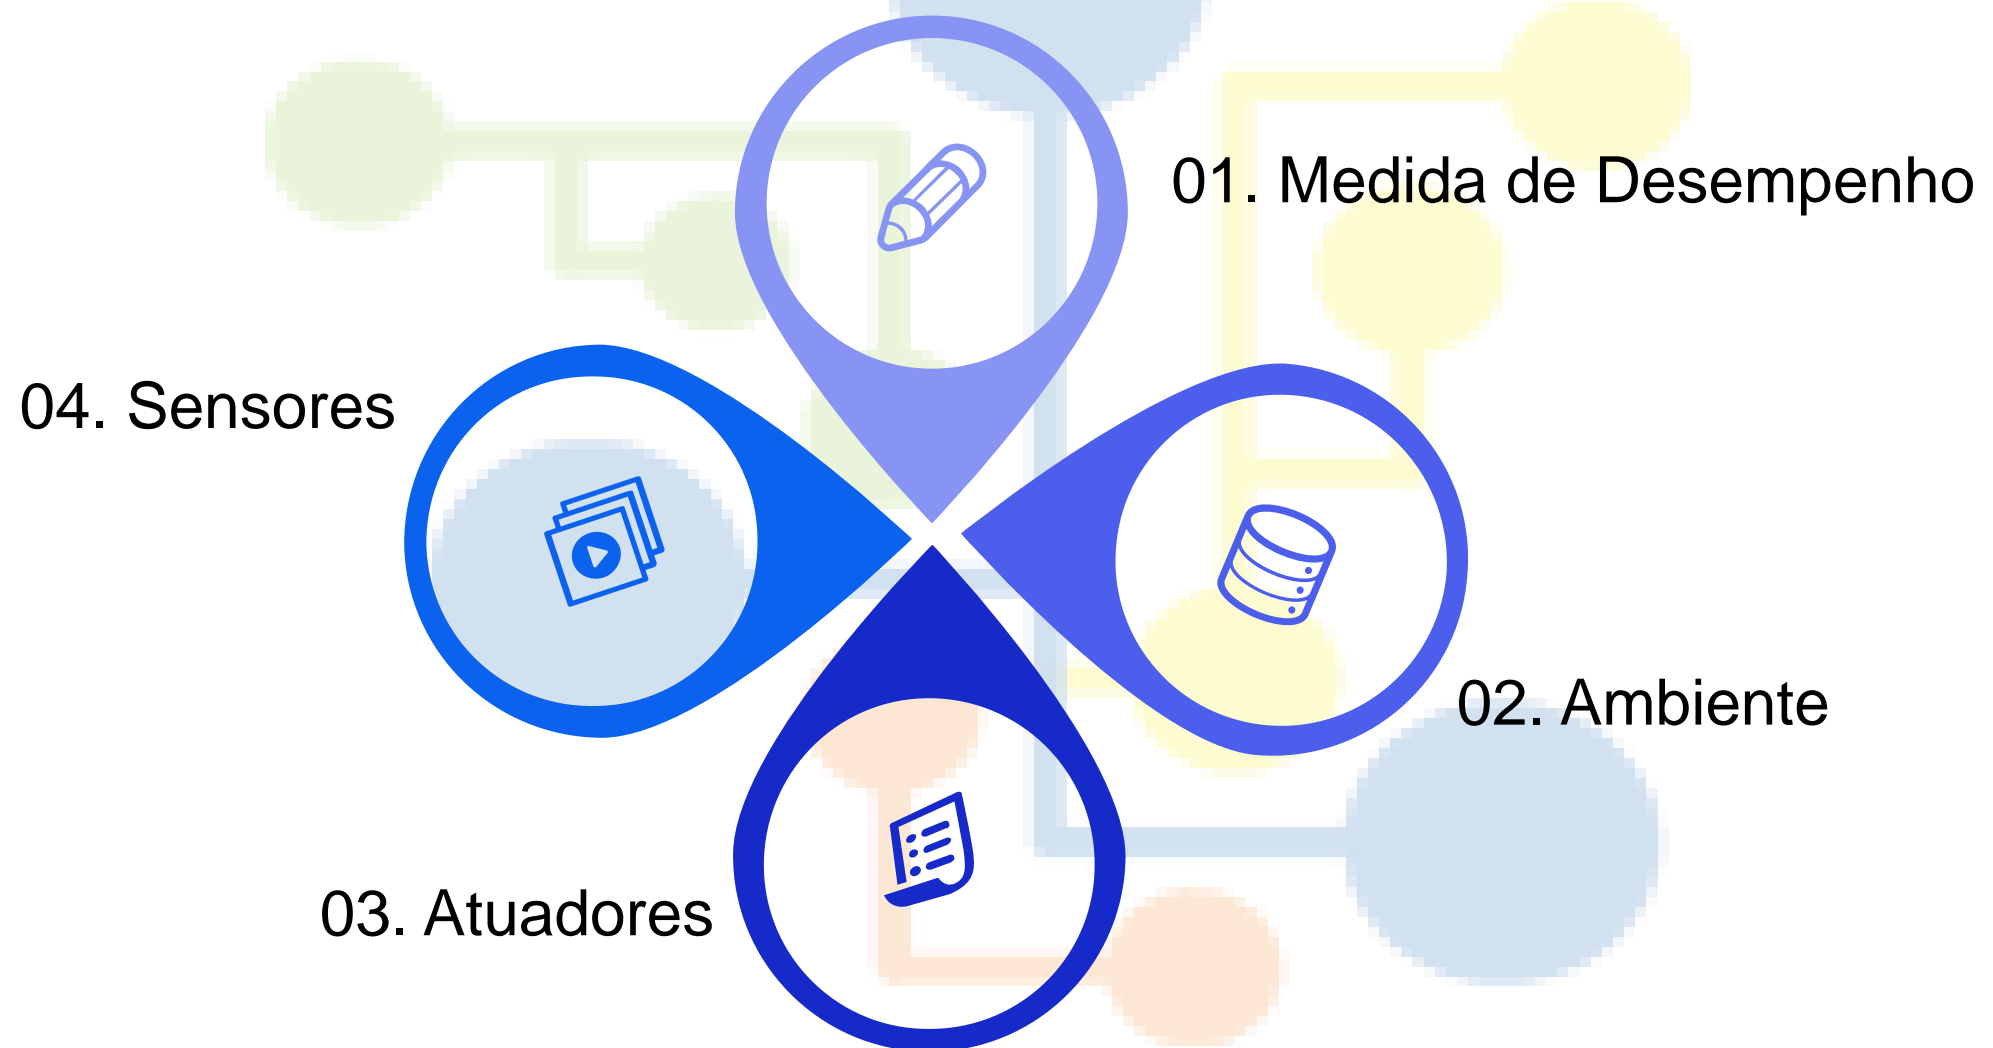 01. Medida de Desempenho
04. Sensores
02. Ambiente
03. Atuadores